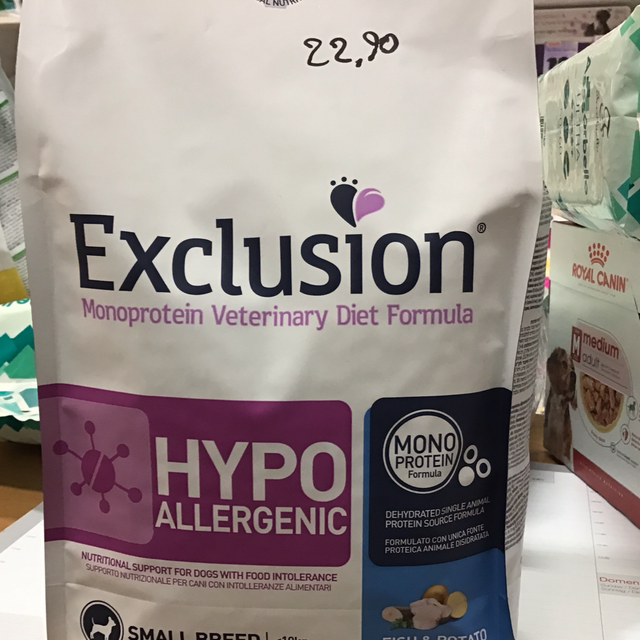 22,90
Exclusion®
Monoprotein Veterinary Diet Formula
HYPO
ALLERGENIC
MONO
PROTEIN
Formula
DEHYDRATED SINGLE ANIMAL
PROTEIN SOURCE FORMULA
FORMULATO CON UNICA FONTE
PROTEICA ANIMALE DISIDRATATA
NUTRITIONAL SUPPORT FOR DOGS WITH FOOD INTOLERANCE
SUPPORTO NUTRIZIONALE PER CANI CON INTOLLERANZE ALIMENTARI
SMALL BREED
FISH & POTATO
ROYAL CANIN
medium
adult